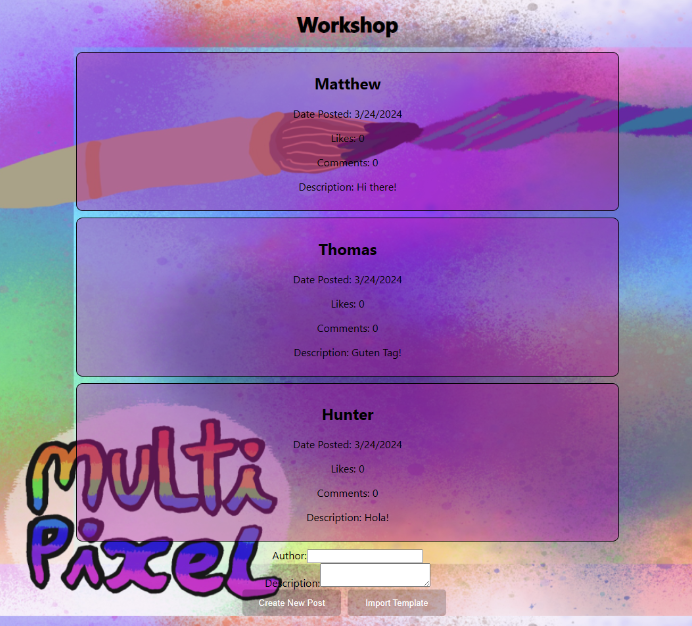 Workshop
Matthew
Date Posted: 3/24/2024
Likes: 0
Comments: 0
Description: Hi there!
Thomas
Date Posted: 3/24/2024
Likes: 0
Comments: 0
Description: Guten Tag!
Hunter
Date Posted: 3/24/2024
Likes: 0
Comments: 0
Description: Hola!
multi
Pixel
Author:
Description:
Create New Post Import Template